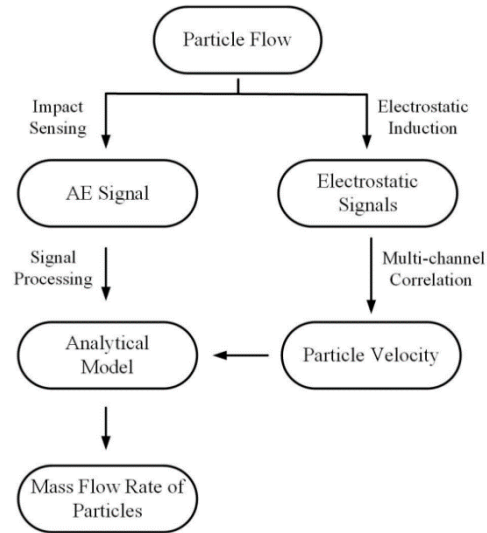 Particle Flow
Impact
Sensing
Electrostatic
Induction
AE Signal
Electrostatic
Signals
Signal
Processing
Multi-channel
Correlation
Analytical
Model
Particle Velocity
Mass Flow Rate of
Particles